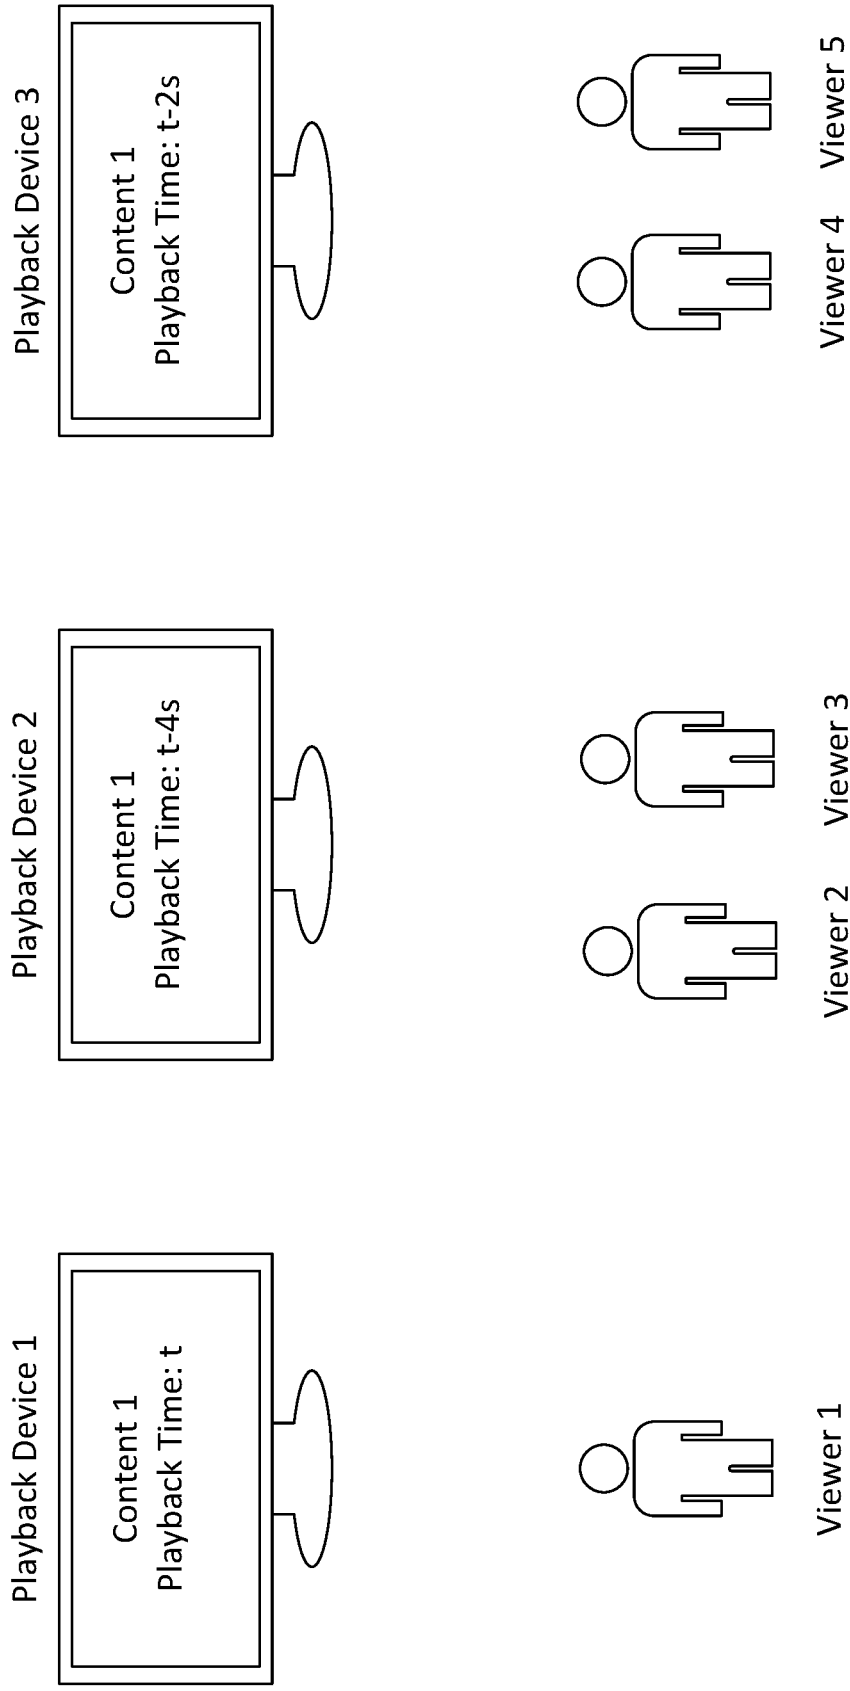 Playback Device 1
Content 1
Playback Time: t
Viewer 1
Playback Device 2
Content 1
Playback Time: t-4s
Viewer 2
Viewer 3
Playback Device 3
Content 1
Playback Time: t-2s
Viewer 4
Viewer 5